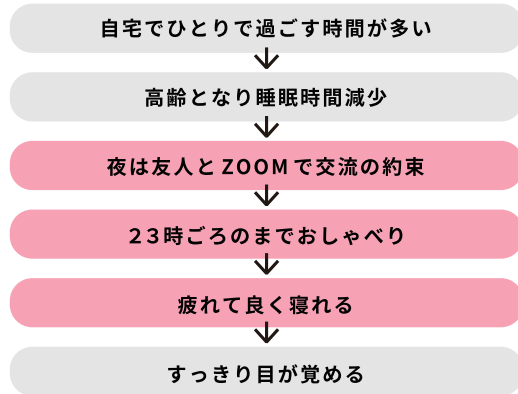 自宅でひとりで過ごす時間が多い
高齢となり睡眠時間減少
夜は友人とZOOMで交流の約束
23時ごろのまでおしゃべり
疲れて良く寝れる
すっきり目が覚める